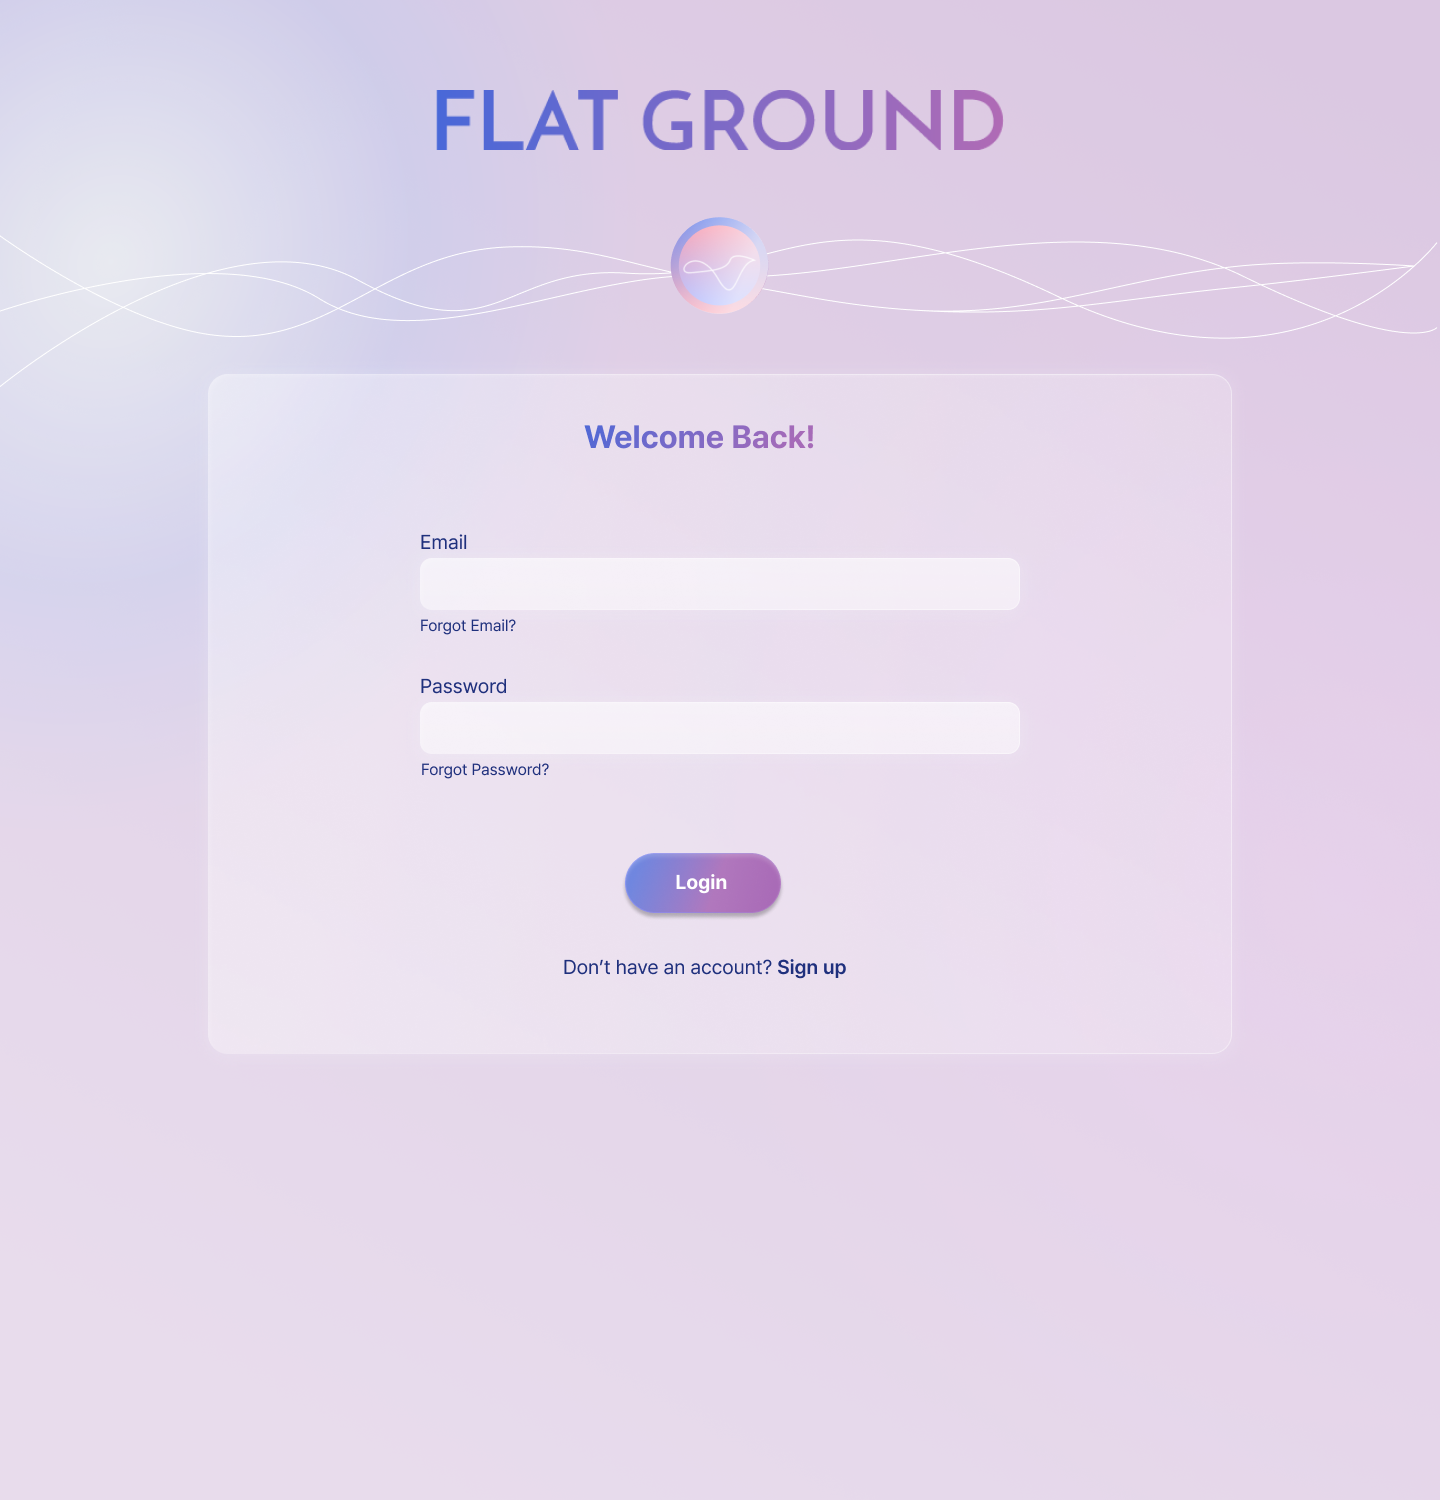 FLAT GROUND
Welcome Back!
Email
Forgot Email?
Password
Forgot Password?
Login
Don’t have an account? Sign up